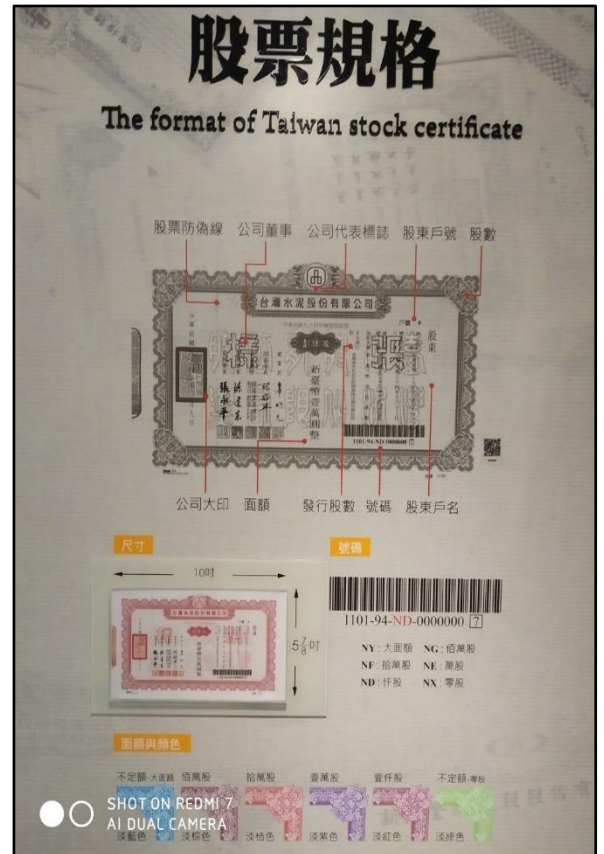 股票規格
The format of Taiwan stock certificate
股票防偽線 公司董事 公司代表標誌 股東戶號 股數
台灣水泥股份有限公司
股東
樣 張
新臺幣壹萬圓整
1101-94-ND-0000000 7
公司大印 面額 發行股數 號碼 股東戶名
尺寸 號碼
10吋
5 7/8 吋
1101-94-ND-0000000 7
NY：大面額 NG：佰萬股
NF：拾萬股 NE：萬股
ND：仟股 NX：零股
面額與顏色
不定額-大面額 佰萬股 拾萬股 壹萬股 壹仟股 不定額-零股
淡藍色 淡棕色 淡桔色 淡紫色 淡紅色 淡綠色
SHOT ON REDMI 7
AI DUAL CAMERA